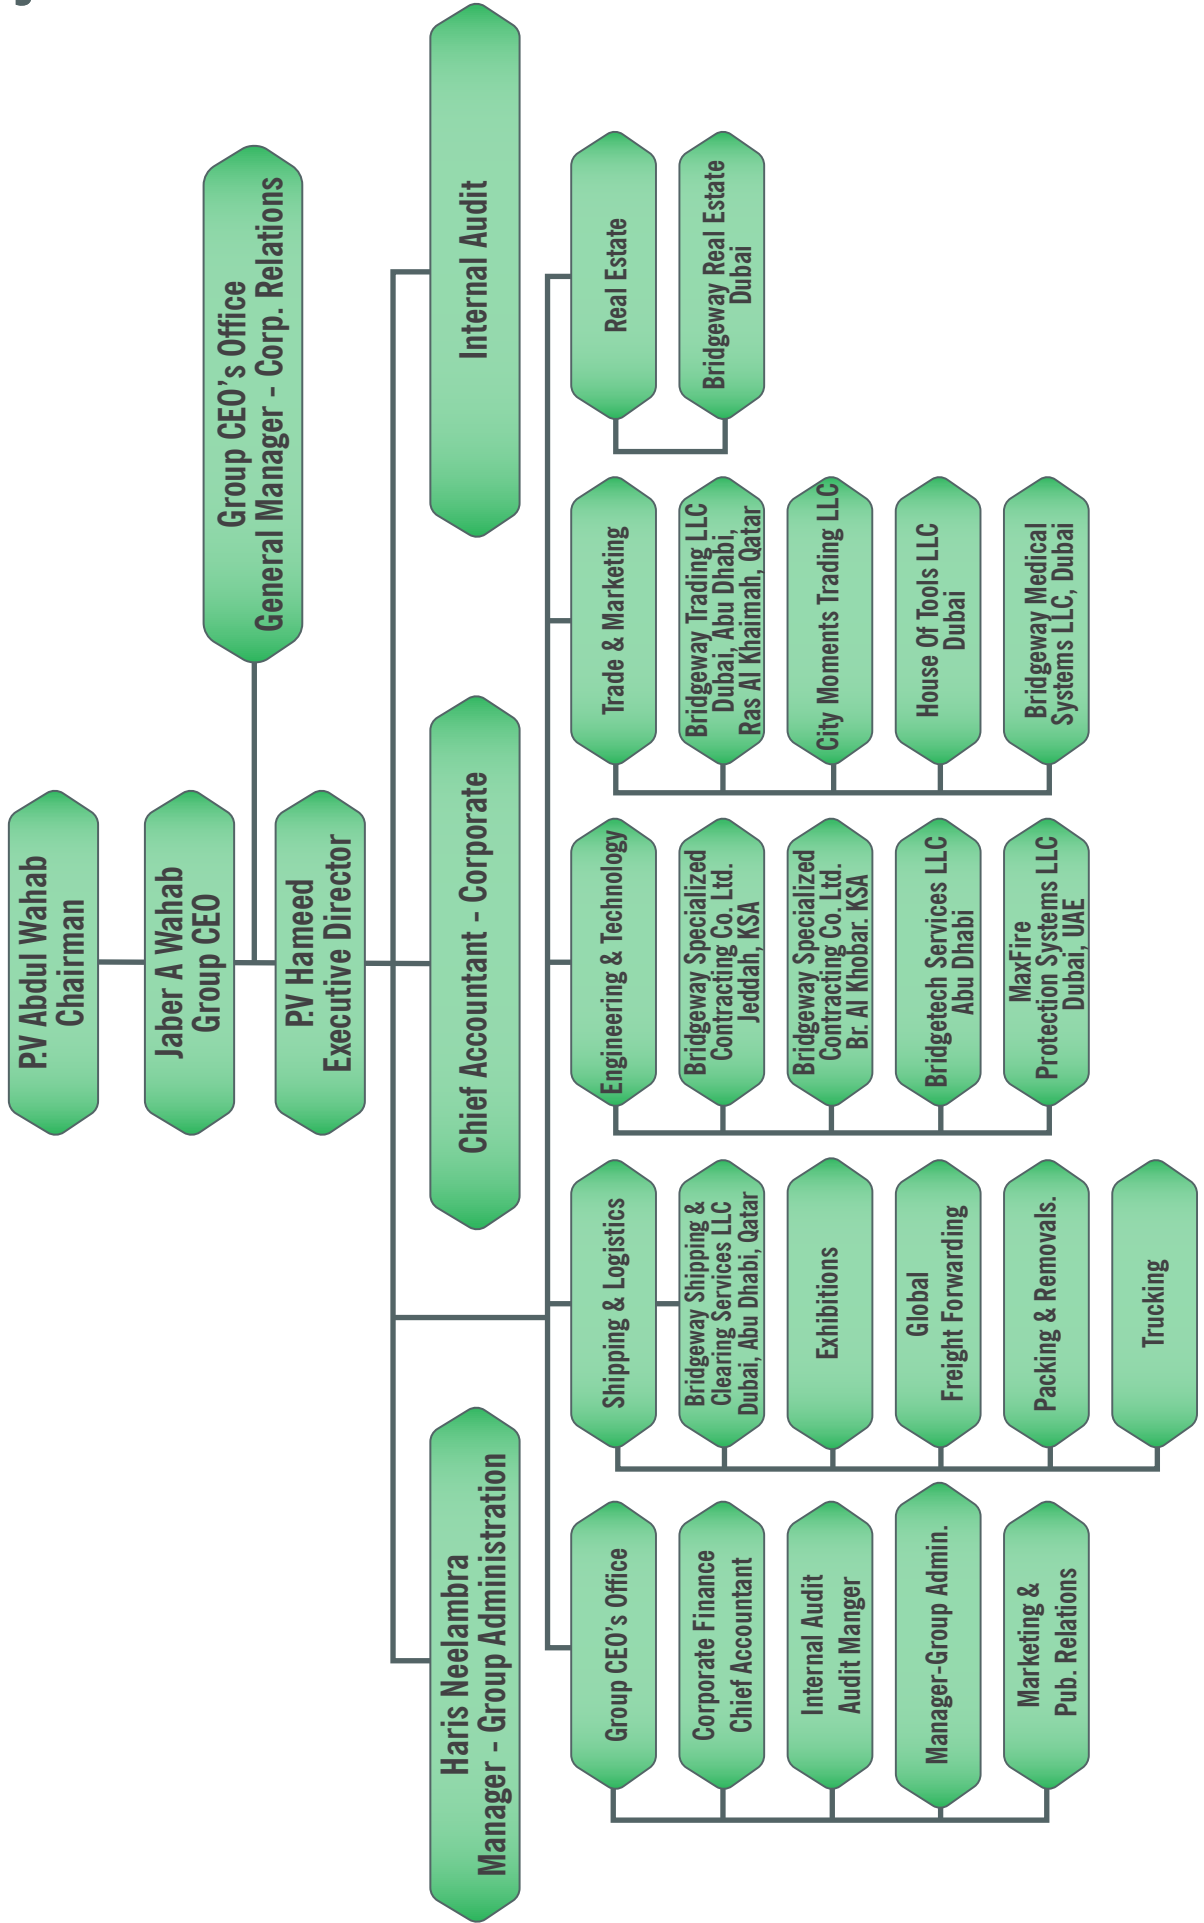 P.V Abdul Wahab
Chairman
Jaber A Wahab
Group CEO
Group CEO's Office
General Manager - Corp. Relations
P.V Hameed
Executive Director
Haris Neelambra
Manager - Group Administration
Chief Accountant - Corporate
Internal Audit
Group CEO's Office
Corporate Finance
Chief Accountant
Internal Audit
Audit Manger
Manager-Group Admin.
Marketing &
Pub. Relations
Shipping & Logistics
Bridgeway Shipping &
Clearing Services LLC
Dubai, Abu Dhabi, Qatar
Exhibitions
Global
Freight Forwarding
Packing & Removals.
Trucking
Engineering & Technology
Bridgeway Specialized
Contracting Co. Ltd.
Jeddah, KSA
Bridgeway Specialized
Contracting Co. Ltd.
Br. Al Khobar. KSA
Bridgetech Services LLC
Abu Dhabi
MaxFire
Protection Systems LLC
Dubai, UAE
Trade & Marketing
Bridgeway Trading LLC
Dubai, Abu Dhabi,
Ras Al Khaimah, Qatar
City Moments Trading LLC
House Of Tools LLC
Dubai
Bridgeway Medical
Systems LLC, Dubai
Real Estate
Bridgeway Real Estate
Dubai